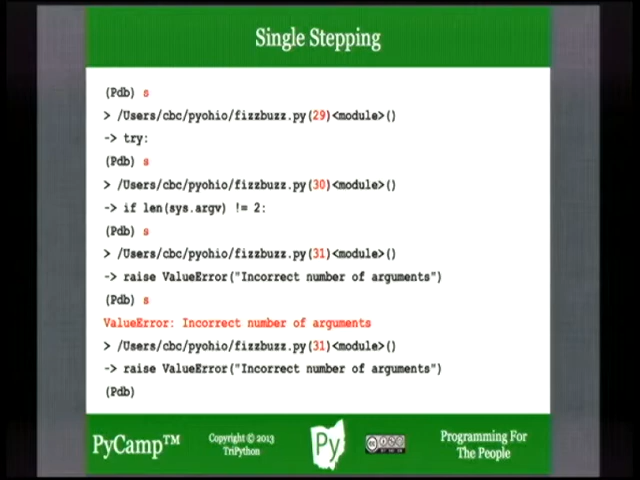 Single Stepping
(Pdb) s
> /Users/cbc/pyohio/fizzbuzz.py(29)<module>()
-> try:
(Pdb) s
> /Users/cbc/pyohio/fizzbuzz.py(30)<module>()
-> if len(sys.argv) != 2:
(Pdb) s
> /Users/cbc/pyohio/fizzbuzz.py(31)<module>()
-> raise ValueError("Incorrect number of arguments")
(Pdb) s
ValueError: Incorrect number of arguments
> /Users/cbc/pyohio/fizzbuzz.py(31)<module>()
-> raise ValueError("Incorrect number of arguments")
(Pdb)
PyCamp™
Copyright © 2013
TriPython
Py
Programming For
The People